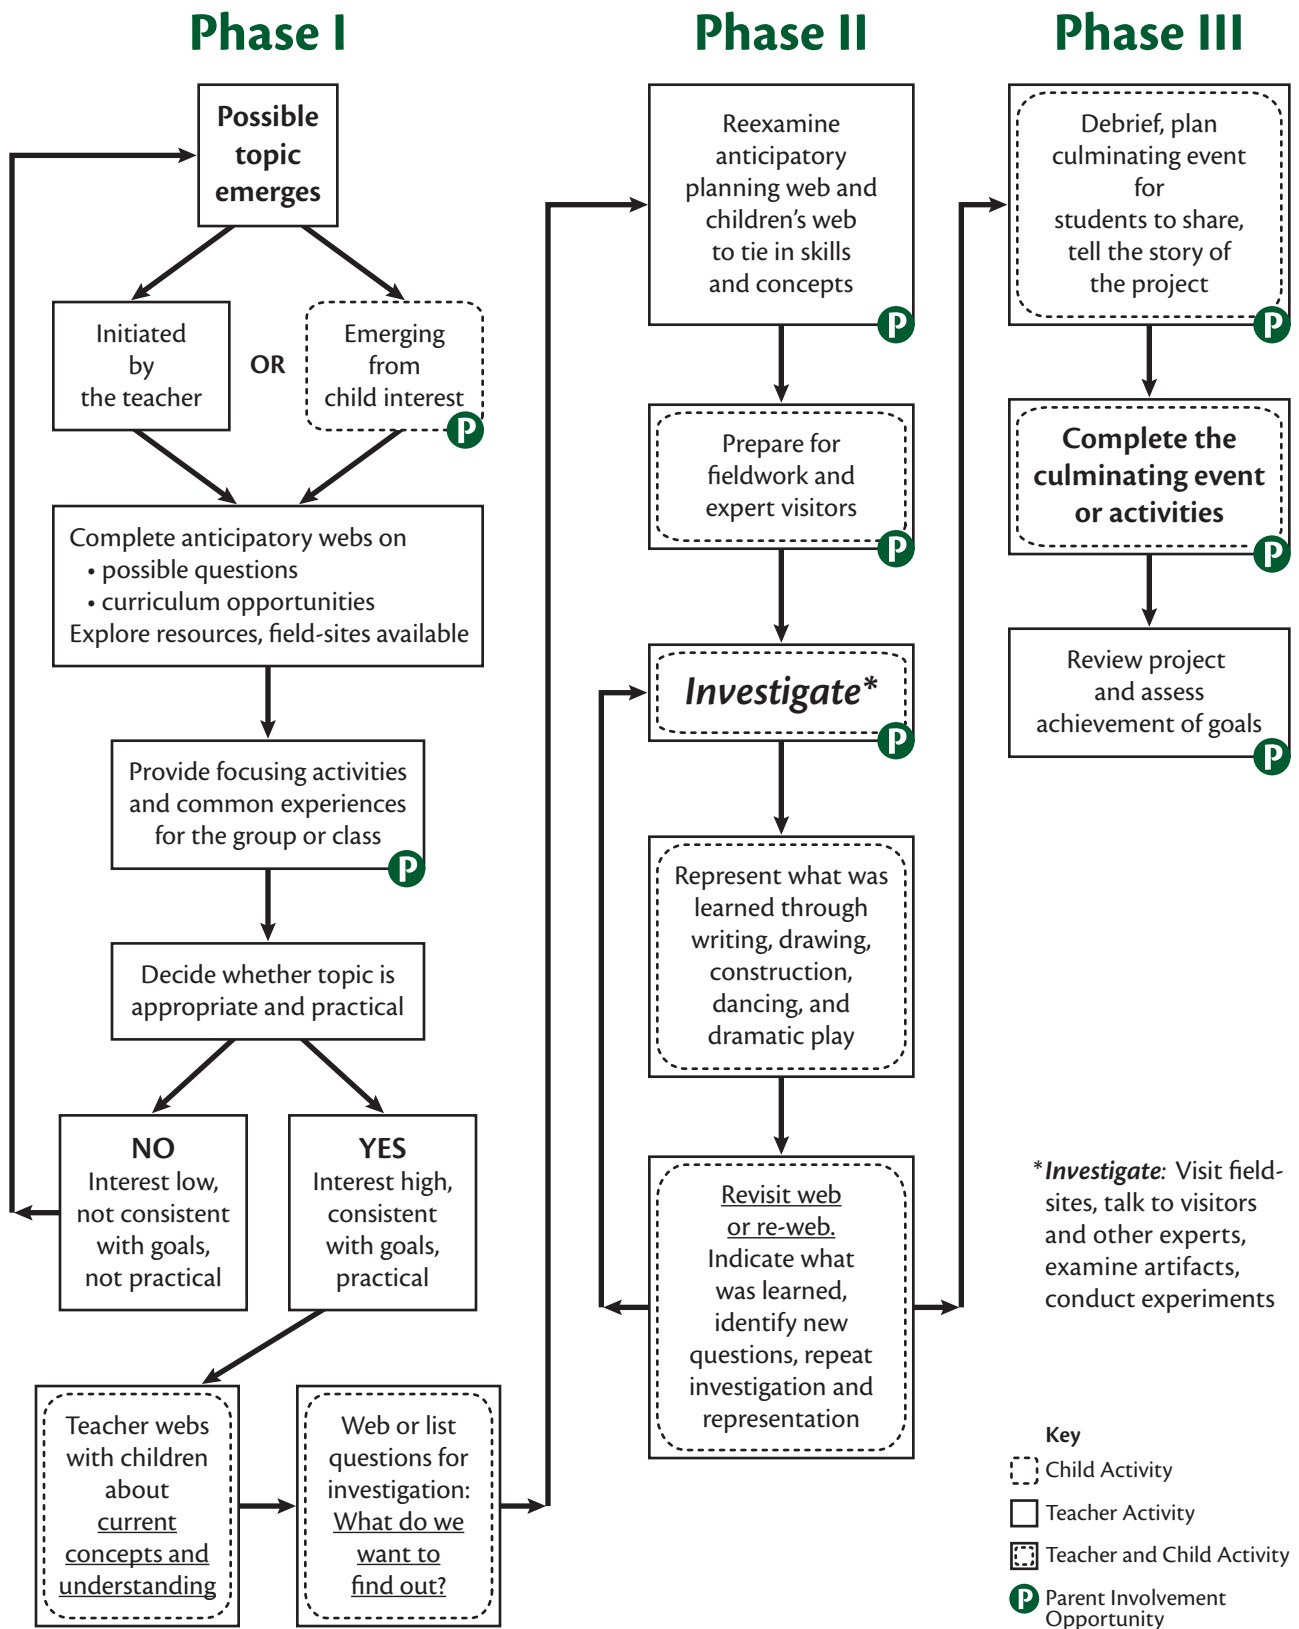 Phase I
Possible
topic
emerges
Initiated
by
the teacher
OR
Emerging
from
child interest
P
Complete anticipatory webs on
• possible questions
• curriculum opportunities
Explore resources, field-sites available
Provide focusing activities
and common experiences
for the group or class
P
Decide whether topic is
appropriate and practical
NO
Interest low,
not consistent
with goals,
not practical
YES
Interest high,
consistent
with goals,
practical
Teacher webs
with children
about
current
concepts and
understanding
Web or list
questions for
investigation:
What do we
want to
find out?
Phase II
Reexamine
anticipatory
planning web and
children’s web
to tie in skills
and concepts
P
Prepare for
fieldwork and
expert visitors
P
Investigate*
P
Represent what was
learned through
writing, drawing,
construction,
dancing, and
dramatic play
Revisit web
or re-web.
Indicate what
was learned,
identify new
questions, repeat
investigation and
representation
Phase III
Debrief, plan
culminating event
for
students to share,
tell the story of
the project
P
Complete the
culminating event
or activities
P
Review project
and assess
achievement of goals
P
*Investigate: Visit field-
sites, talk to visitors
and other experts,
examine artifacts,
conduct experiments
Key
Child Activity
Teacher Activity
Teacher and Child Activity
P Parent Involvement
Opportunity